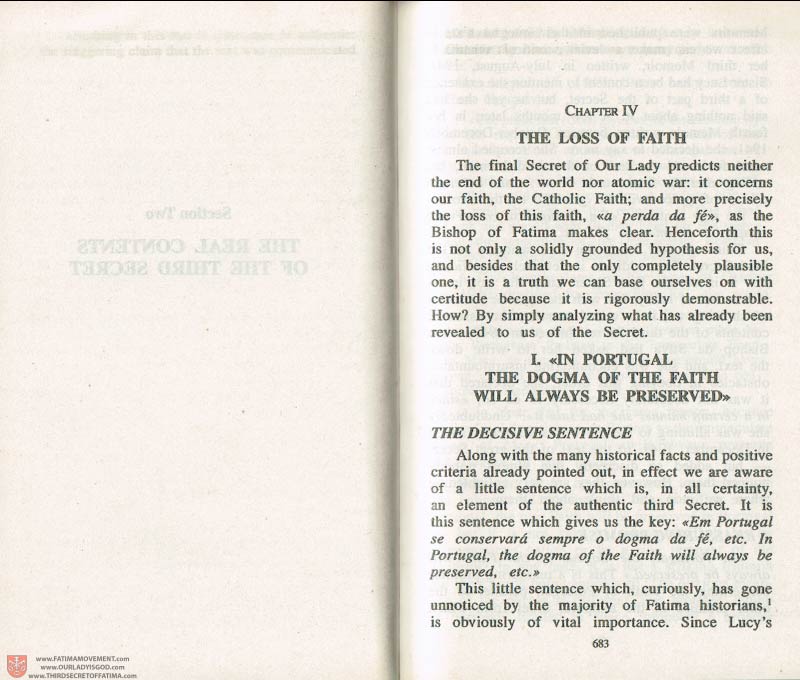 CHAPTER IV
THE LOSS OF FAITH
The final Secret of Our Lady predicts neither
the end of the world nor atomic war: it concerns
our faith, the Catholic Faith; and more precisely
the loss of this faith, «a perda da fé», as the
Bishop of Fatima makes clear. Henceforth this
is not only a solidly grounded hypothesis for us,
and besides that the only completely plausible
one, it is a truth we can base ourselves on with
certitude because it is rigorously demonstrable.
How? By simply analyzing what has already been
revealed to us of the Secret.
I. «IN PORTUGAL
THE DOGMA OF THE FAITH
WILL ALWAYS BE PRESERVED»
THE DECISIVE SENTENCE
Along with the many historical facts and positive
criteria already pointed out, in effect we are aware
of a little sentence which is, in all certainty,
an element of the authentic third Secret. It is
this sentence which gives us the key: «Em Portugal
se conservará sempre o dogma da fé, etc. In
Portugal, the dogma of the Faith will always be
preserved, etc.»
This little sentence which, curiously, has gone
unnoticed by the majority of Fatima historians,¹
is obviously of vital importance. Since Lucy's
683
Section Two
THE REAL CONTENTS
OF THE THIRD SECRET
www.FATIMAMOVEMENT.com
www.OURLADYISGOD.com
www.THIRDSECRETOFFATIMA.com